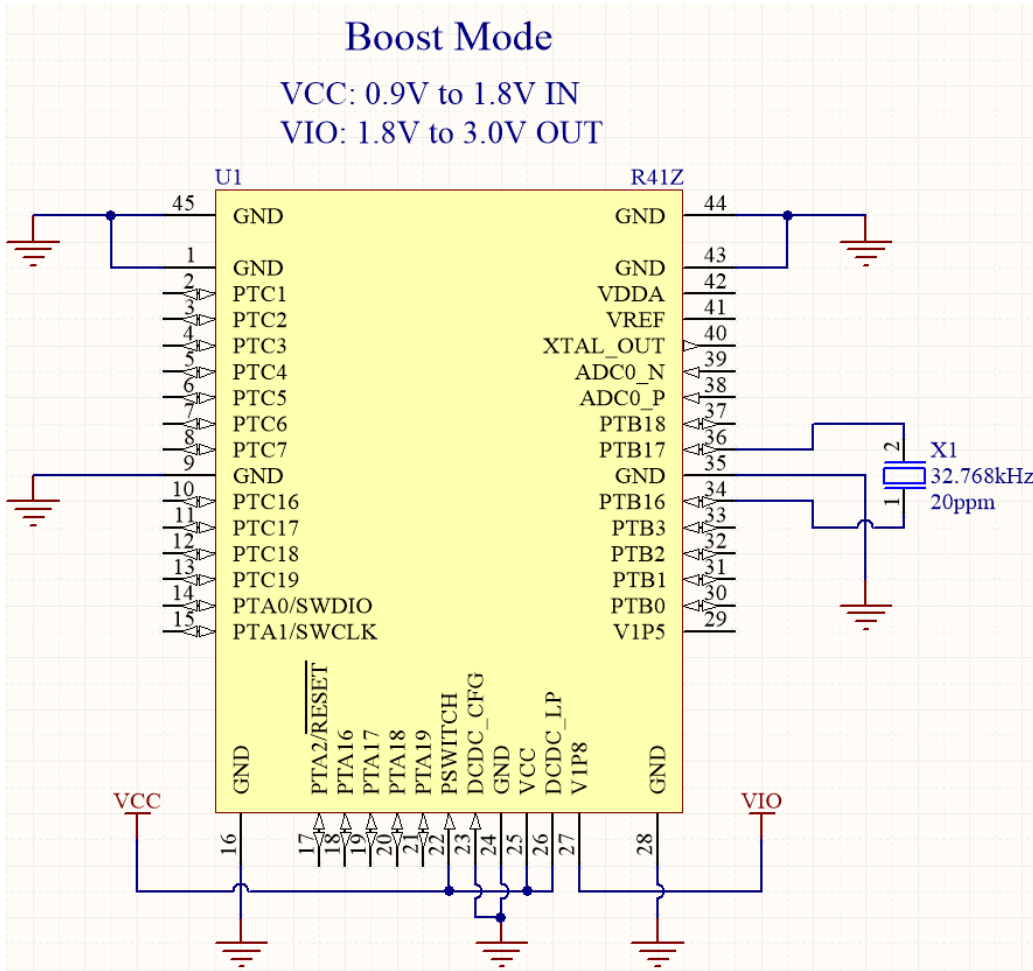 Boost Mode
VCC: 0.9V to 1.8V IN
VIO: 1.8V to 3.0V OUT
U1 R41Z
45 GND GND 44
1 GND GND 43
2 PTC1 VDDA 42
3 PTC2 VREF 41
4 PTC3 XTAL_OUT 40
5 PTC4 ADC0_N 39
6 PTC5 ADC0_P 38
7 PTC6 PTB18 37
8 PTC7 PTB17 36
9 GND GND 35
10 PTC16 PTB16 34
11 PTC17 PTB3 33
12 PTC18 PTB2 32
13 PTC19 PTB1 31
14 PTA0/SWDIO PTB0 30
15 PTA1/SWCLK V1P5 29
2 X1
32.768kHz
1 20ppm
GND PTA2/RESET PTA16 PTA17 PTA18 PTA19 PSWITCH DCDC_CFG GND VCC DCDC_LP V1P8 GND
VCC VIO
16 17 18 19 20 21 22 23 24 25 26 27 28